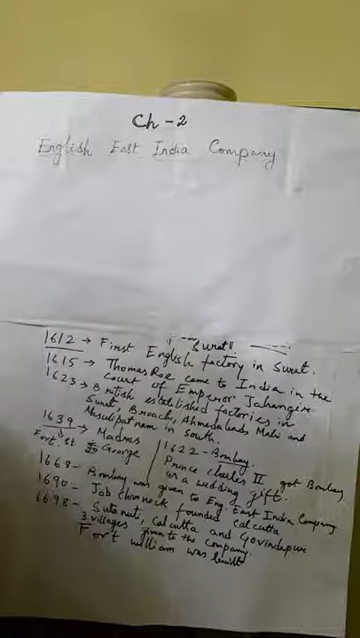 Ch - 2
English East India Company
"Surat"
1612 → First English factory in Surat.
1615 → Thomas Roe came to India in the
court of Emperor Jahangir
1623 → British established factories in
Surat, Broach, Ahmedabad, and
Masulipatnam in South.
1639 → Madras
Fort St George
1622 - Bombay.
Prince Charles II got Bombay
as a wedding gift.
1669 - Bombay was given to Eng. East India Company
1690 - Job Charnock founded Calcutta
1698 - Sutanuti, Calcutta and Govindapur
3 villages given to the company.
Fort William was built